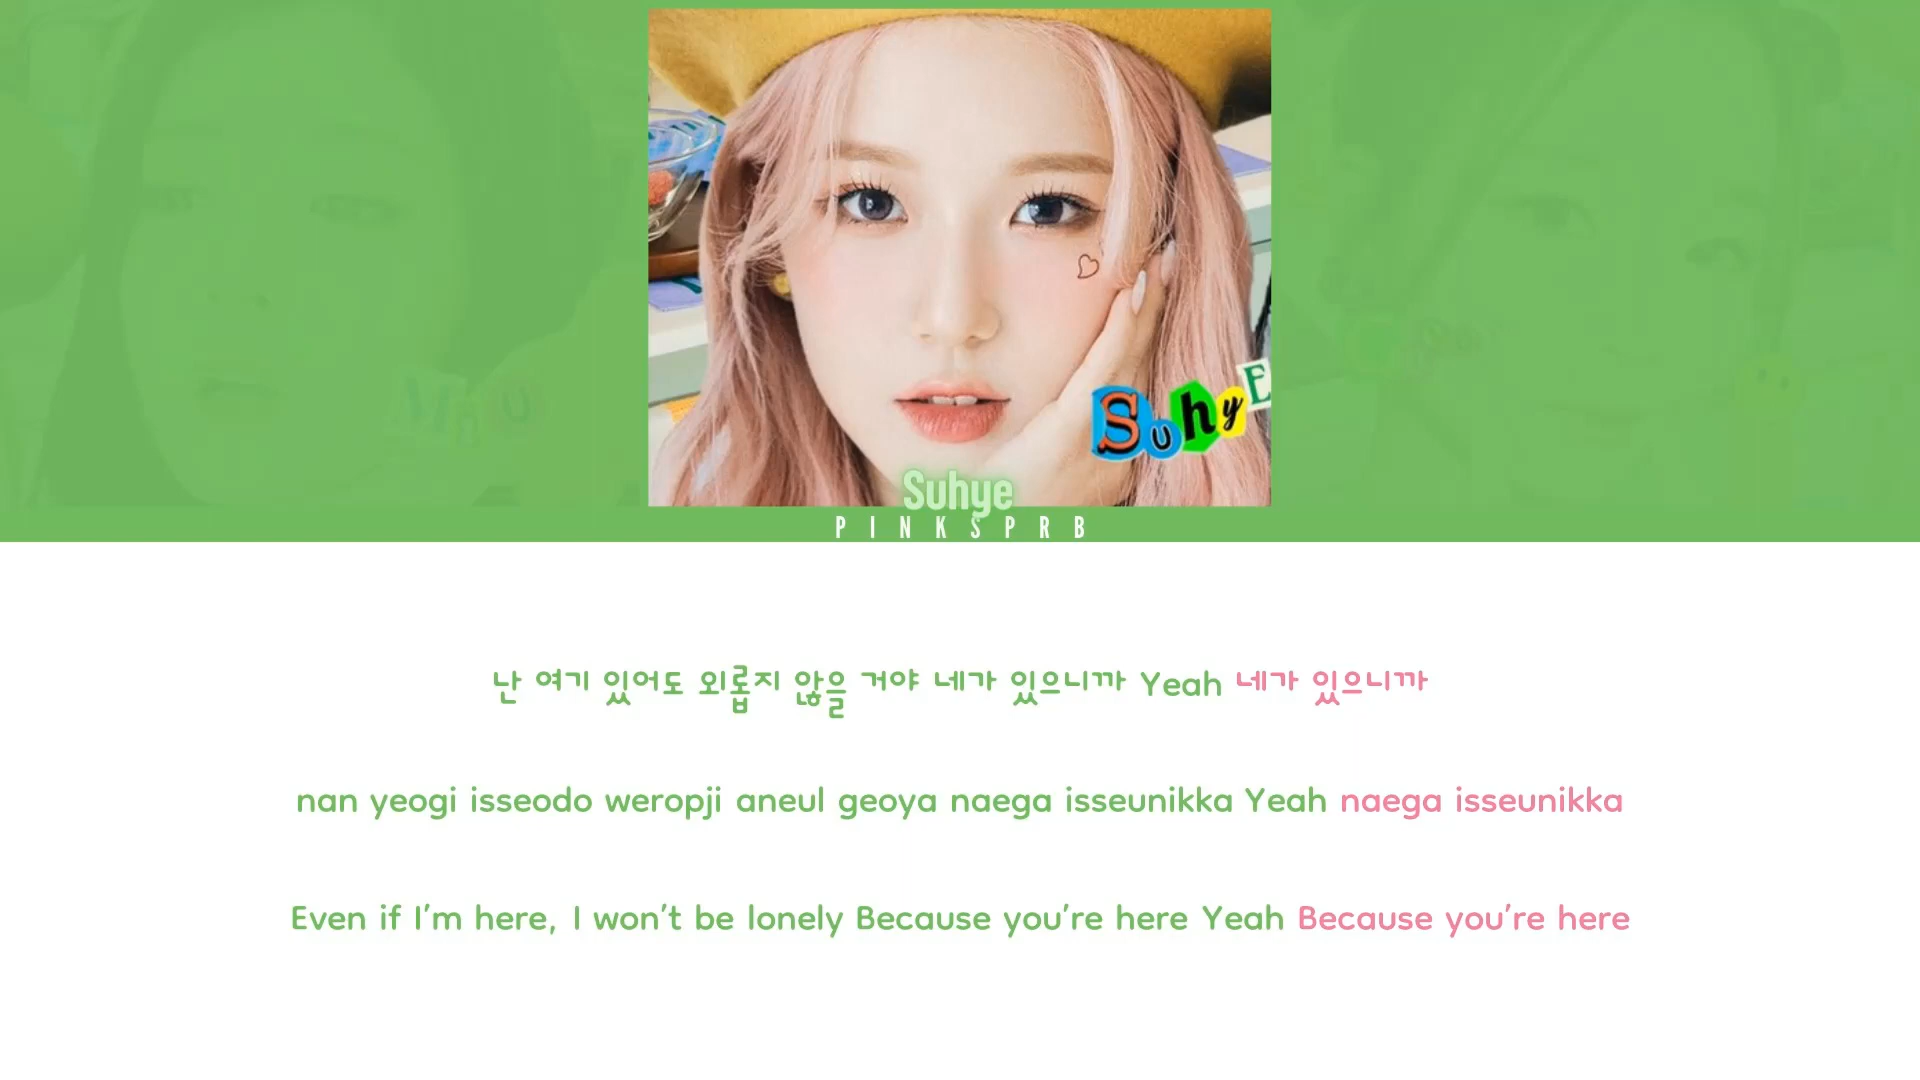 SuhyE
Suhye
PINKSPRB
난 여기 있어도 외롭지 않을 거야 네가 있으니까 Yeah 네가 있으니까
nan yeogi isseodo weropji aneul geoya naega isseunikka Yeah naega isseunikka
Even if I'm here, I won't be lonely Because you're here Yeah Because you're here